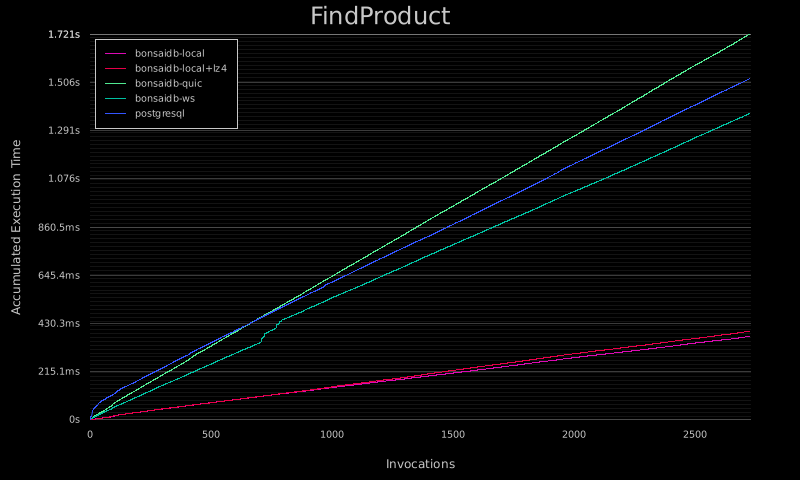 FindProduct
1.721s
1.506s
1.291s
1.076s
860.5ms
645.4ms
430.3ms
215.1ms
0s
bonsaidb-local
bonsaidb-local+lz4
bonsaidb-quic
bonsaidb-ws
postgresql
Accumulated Execution Time
0 500 1000 1500 2000 2500
Invocations